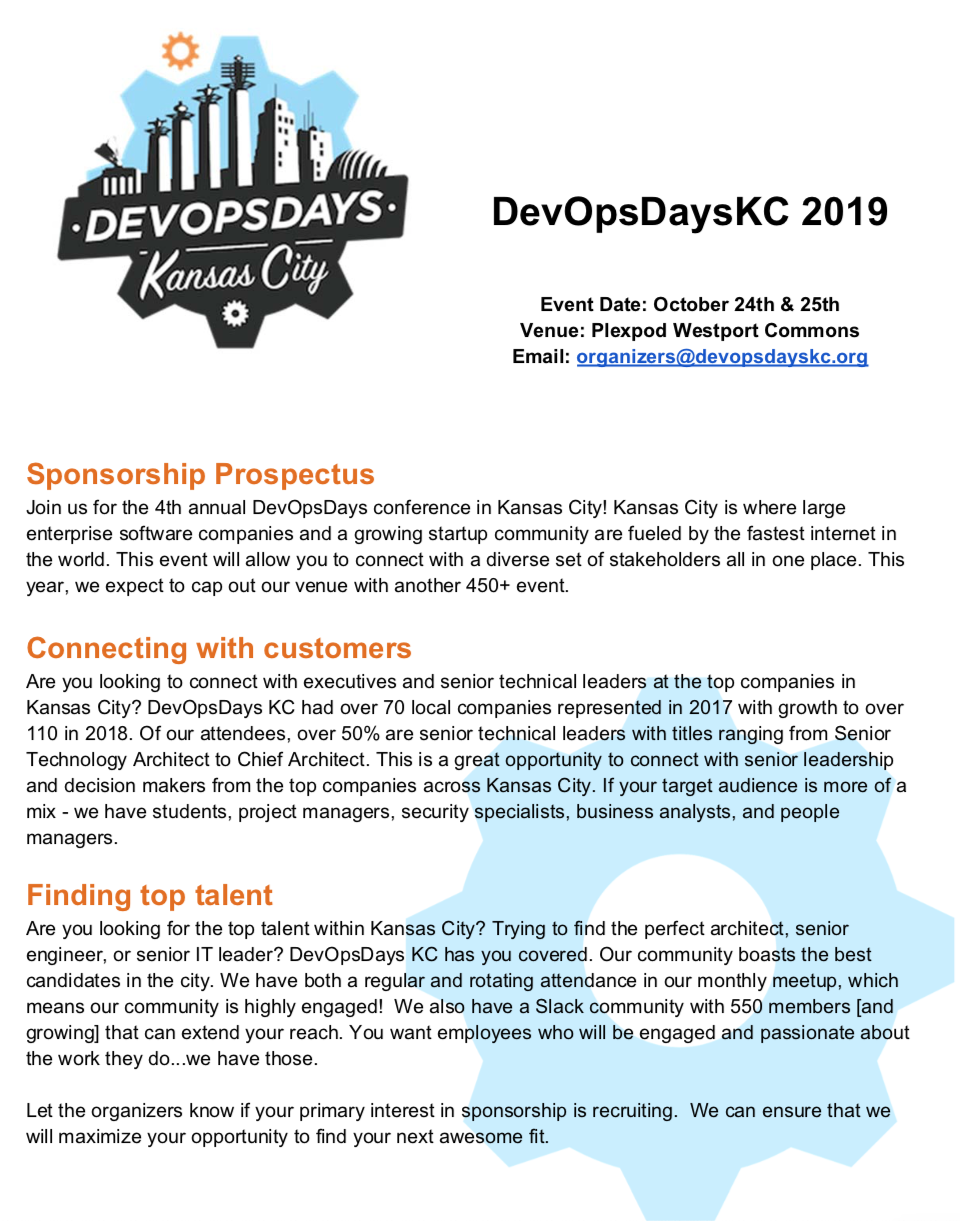 ·DEVOPSDAYS·
Kansas City
DevOpsDaysKC 2019
Event Date: October 24th & 25th
Venue: Plexpod Westport Commons
Email: organizers@devopsdayskc.org
Sponsorship Prospectus
Join us for the 4th annual DevOpsDays conference in Kansas City! Kansas City is where large
enterprise software companies and a growing startup community are fueled by the fastest internet in
the world. This event will allow you to connect with a diverse set of stakeholders all in one place. This
year, we expect to cap out our venue with another 450+ event.
Connecting with customers
Are you looking to connect with executives and senior technical leaders at the top companies in
Kansas City? DevOpsDays KC had over 70 local companies represented in 2017 with growth to over
110 in 2018. Of our attendees, over 50% are senior technical leaders with titles ranging from Senior
Technology Architect to Chief Architect. This is a great opportunity to connect with senior leadership
and decision makers from the top companies across Kansas City. If your target audience is more of a
mix - we have students, project managers, security specialists, business analysts, and people
managers.
Finding top talent
Are you looking for the top talent within Kansas City? Trying to find the perfect architect, senior
engineer, or senior IT leader? DevOpsDays KC has you covered. Our community boasts the best
candidates in the city. We have both a regular and rotating attendance in our monthly meetup, which
means our community is highly engaged!  We also have a Slack community with 550 members [and
growing] that can extend your reach. You want employees who will be engaged and passionate about
the work they do...we have those.
Let the organizers know if your primary interest in sponsorship is recruiting.  We can ensure that we
will maximize your opportunity to find your next awesome fit.